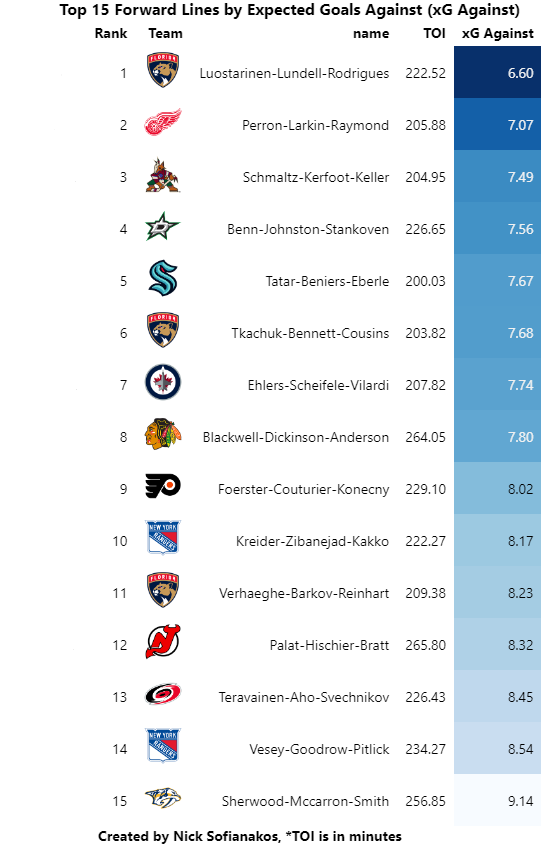 Top 15 Forward Lines by Expected Goals Against (xG Against)
Rank Team name TOI xG Against
1 FLORIDA Luostarinen-Lundell-Rodrigues 222.52 6.60
2 Perron-Larkin-Raymond 205.88 7.07
3 Schmaltz-Kerfoot-Keller 204.95 7.49
4 D Benn-Johnston-Stankoven 226.65 7.56
5 Tatar-Beniers-Eberle 200.03 7.67
6 FLORIDA Tkachuk-Bennett-Cousins 203.82 7.68
7 Ehlers-Scheifele-Vilardi 207.82 7.74
8 Blackwell-Dickinson-Anderson 264.05 7.80
9 Foerster-Couturier-Konecny 229.10 8.02
10 NEW YORK RANGERS Kreider-Zibanejad-Kakko 222.27 8.17
11 FLORIDA Verhaeghe-Barkov-Reinhart 209.38 8.23
12 Palat-Hischier-Bratt 265.80 8.32
13 Teravainen-Aho-Svechnikov 226.43 8.45
14 NEW YORK RANGERS Vesey-Goodrow-Pitlick 234.27 8.54
15 Sherwood-Mccarron-Smith 256.85 9.14
Created by Nick Sofianakos, *TOI is in minutes